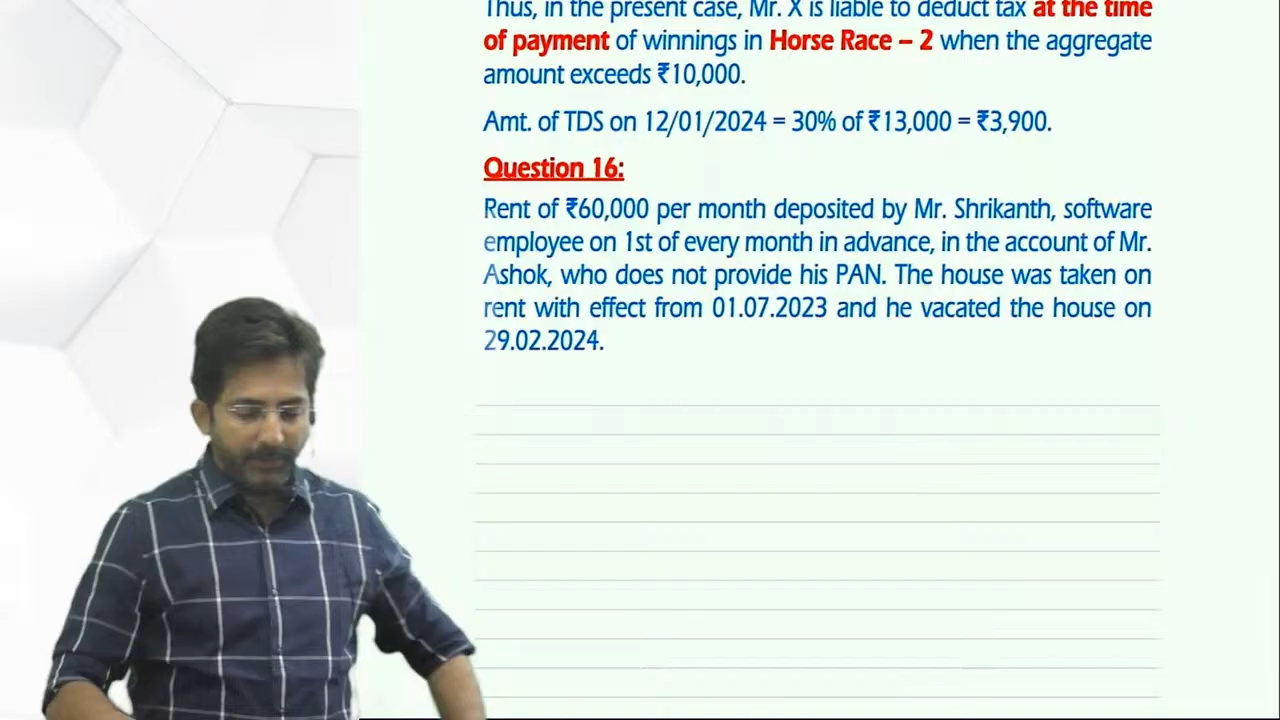 Thus, in the present case, Mr. X is liable to deduct tax at the time
of payment of winnings in Horse Race – 2 when the aggregate
amount exceeds ₹10,000.
Amt. of TDS on 12/01/2024 = 30% of ₹13,000 = ₹3,900.
Question 16:
Rent of ₹60,000 per month deposited by Mr. Shrikanth, software
employee on 1st of every month in advance, in the account of Mr.
Ashok, who does not provide his PAN. The house was taken on
rent with effect from 01.07.2023 and he vacated the house on
29.02.2024.